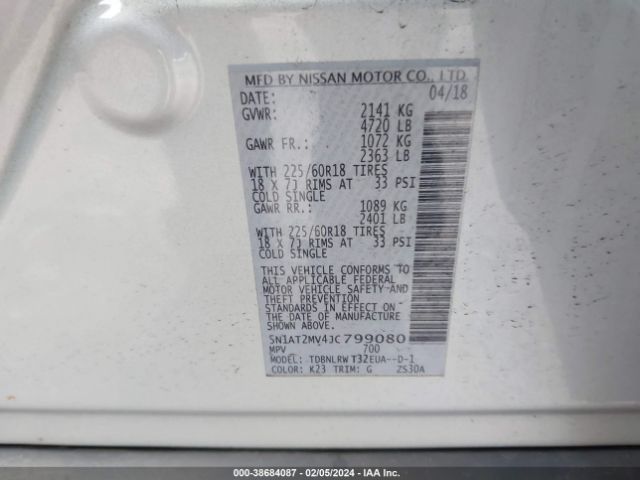 MFD BY NISSAN MOTOR CO., LTD
DATE: 04/18
GVWR: 2141 KG
4720 LB
GAWR FR.: 1072 KG
2363 LB
WITH 225/60R18 TIRES
18 X 7J RIMS AT 33 PSI
COLD SINGLE
GAWR RR.: 1089 KG
2401 LB
WITH 225/60R18 TIRES
18 X 7J RIMS AT 33 PSI
COLD SINGLE
THIS VEHICLE CONFORMS TO
ALL APPLICABLE FEDERAL
MOTOR VEHICLE SAFETY AND
THEFT PREVENTION
STANDARDS IN EFFECT ON
THE DATE OF MANUFACTURE
SHOWN ABOVE.
5N1AT2MV4JC799080
MPV 700
MODEL: TDBNLRW T32EUA--D-1
COLOR: K23 TRIM: G ZS30A
000-38684087 - 02/05/2024 - IAA Inc.